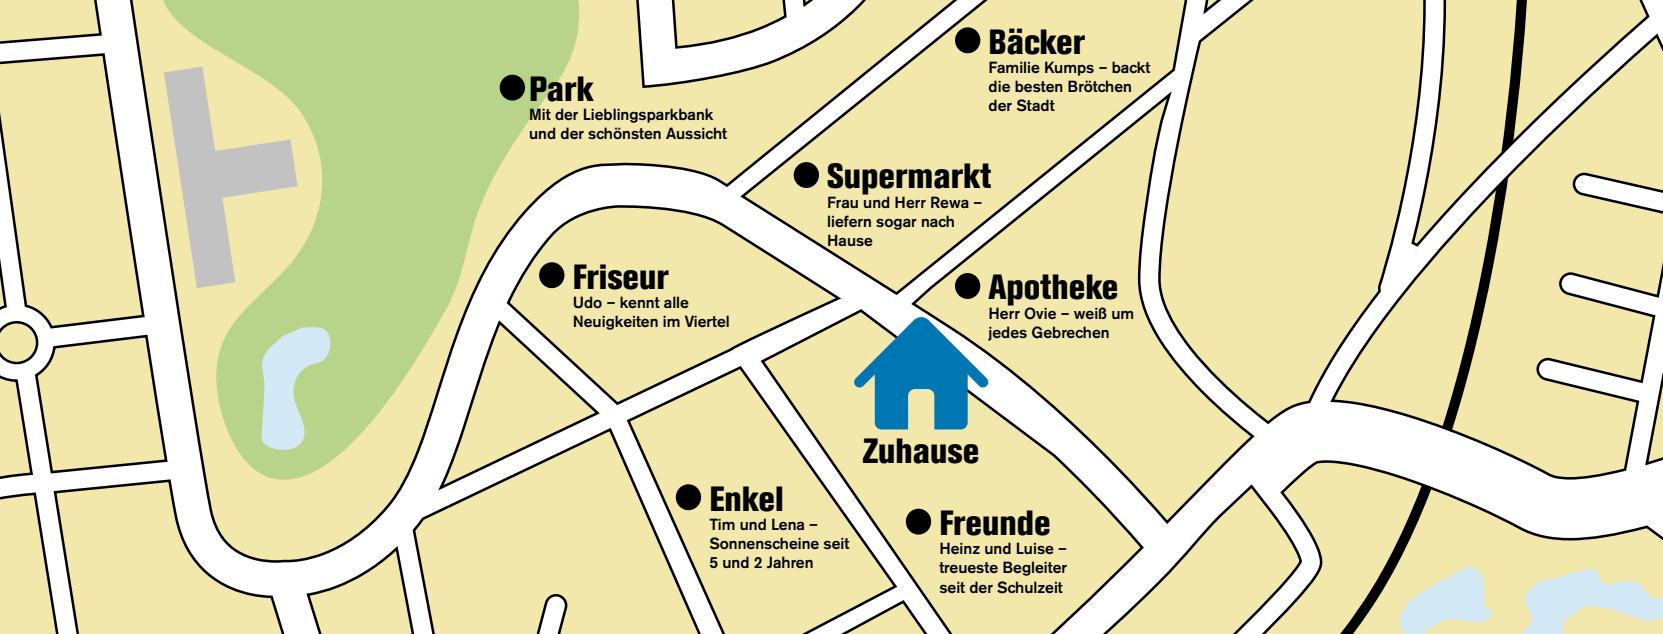 Bäcker
Familie Kumps – backt
die besten Brötchen
der Stadt
Park
Mit der Lieblingsparkbank
und der schönsten Aussicht
Supermarkt
Frau und Herr Rewa –
liefern sogar nach
Hause
Friseur
Udo – kennt alle
Neuigkeiten im Viertel
Apotheke
Herr Ovie – weiß um
jedes Gebrechen
Zuhause
Enkel
Tim und Lena –
Sonnenscheine seit
5 und 2 Jahren
Freunde
Heinz und Luise –
treueste Begleiter
seit der Schulzeit